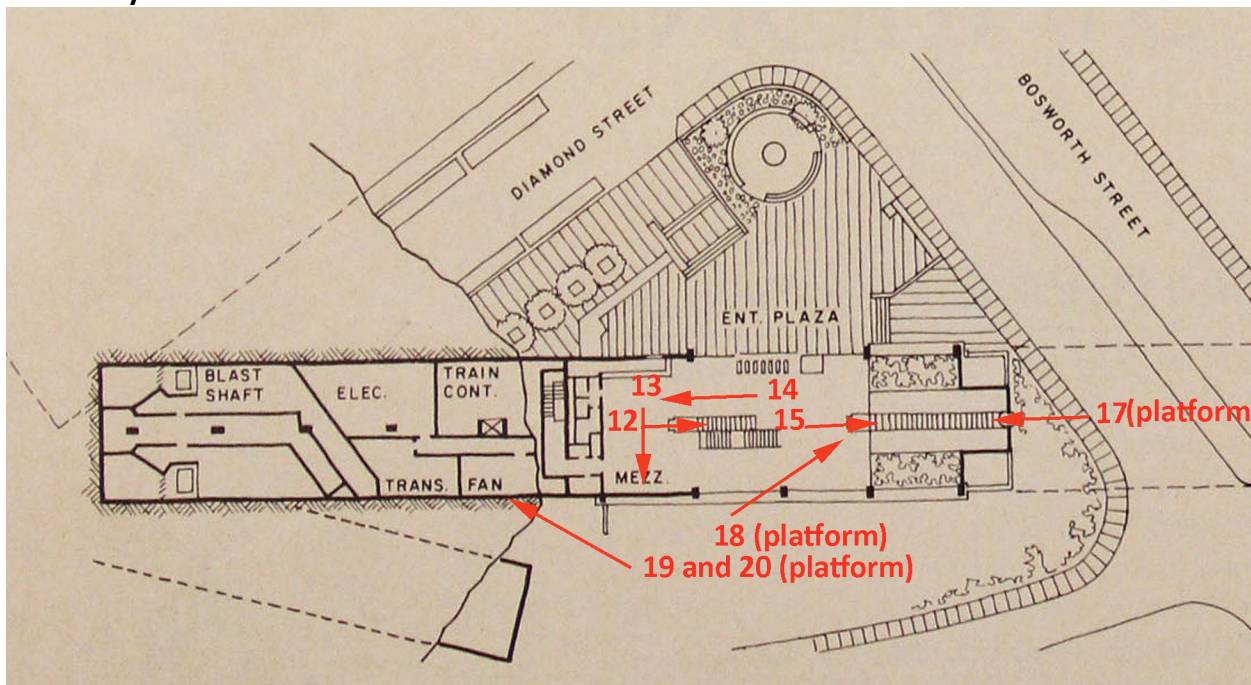 DIAMOND STREET
BOSWORTH STREET
ENT. PLAZA
BLAST
SHAFT
ELEC.
TRAIN
CONT.
13
14
12
15
17(platform
TRANS.
FAN
MEZZ.
18 (platform)
19 and 20 (platform)